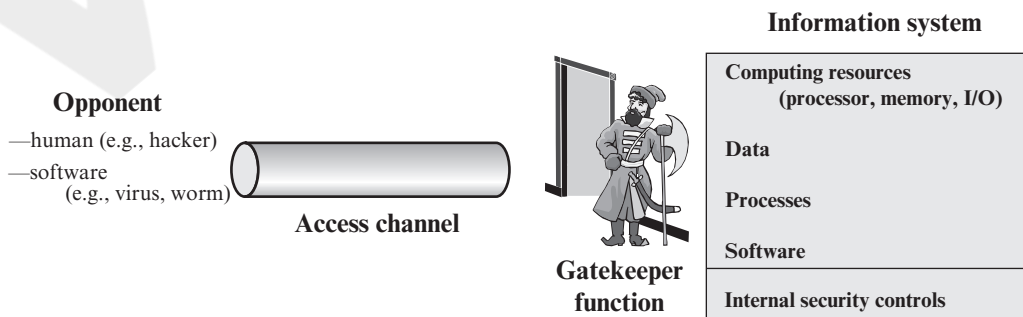 Information system
Opponent
—human (e.g., hacker)
—software
(e.g., virus, worm)
Access channel
Gatekeeper
function
Computing resources
(processor, memory, I/O)
Data
Processes
Software
Internal security controls